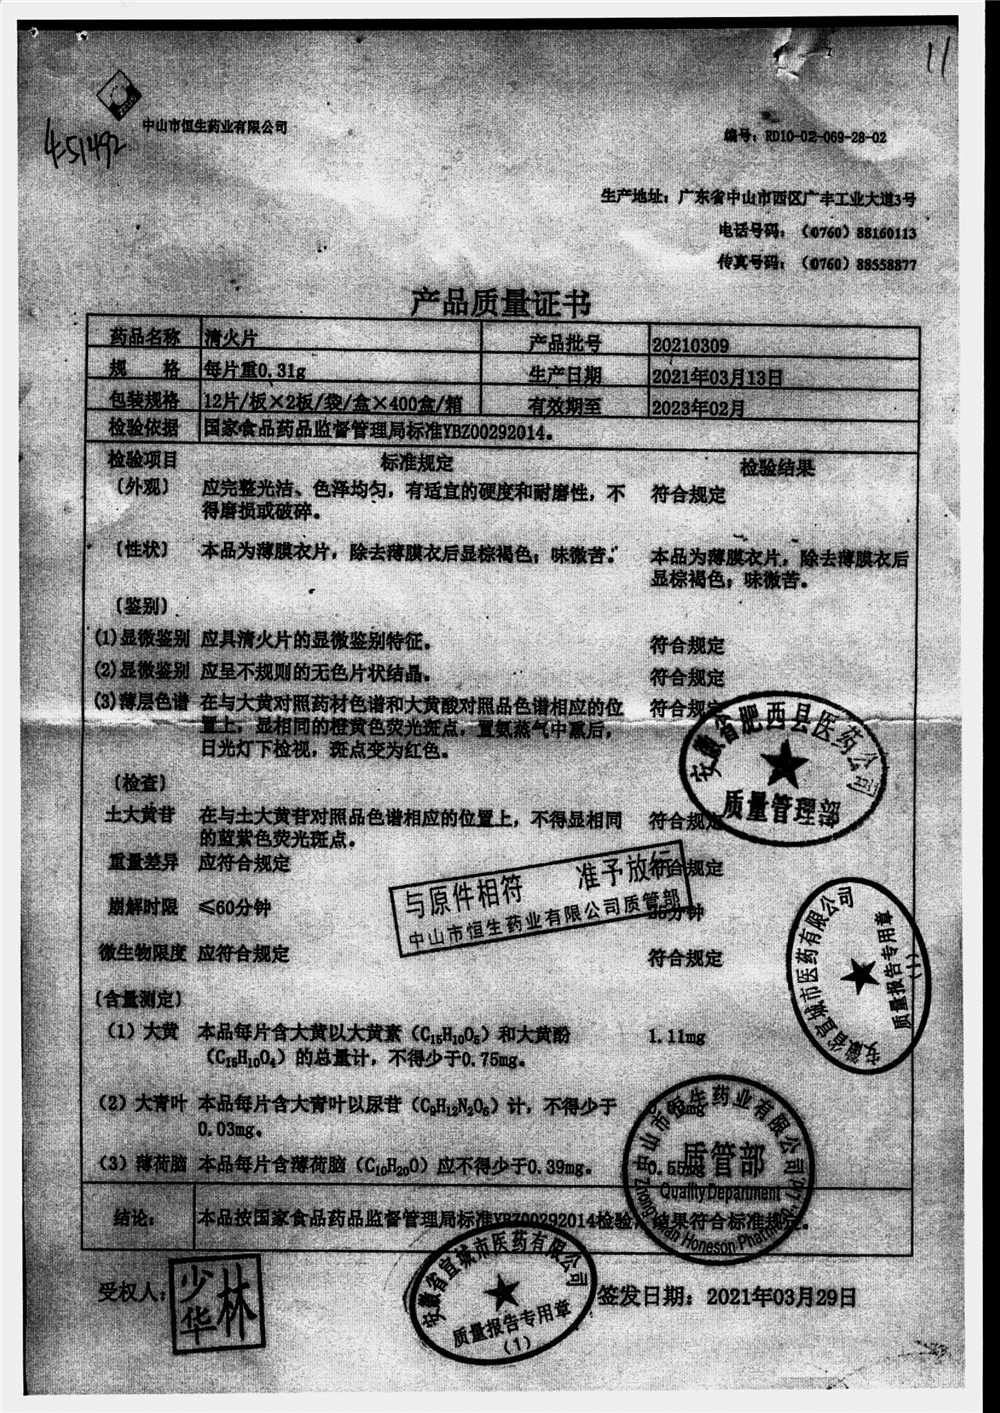 11
451492
中山市恒生药业有限公司
编号：RD10-02-069-28-02
生产地址：广东省中山市西区广丰工业大道3号
电话号码：（0760）88160113
传真号码：（0760）88558877
产品质量证书
药品名称 清火片 产品批号 20210309
规 格 每片重0.31g 生产日期 2021年03月13日
包装规格 12片/板×2板/袋/盒×400盒/箱 有效期至 2023年02月
检验依据 国家食品药品监督管理局标准YBZ00292014。
检验项目 标准规定 检验结果
〔外观〕 应完整光洁、色泽均匀，有适宜的硬度和耐磨性，不 符合规定
得磨损或破碎。
〔性状〕 本品为薄膜衣片，除去薄膜衣后显棕褐色；味微苦。 本品为薄膜衣片，除去薄膜衣后
显棕褐色；味微苦。
〔鉴别〕
(1)显微鉴别 应具清火片的显微鉴别特征。 符合规定
(2)显微鉴别 应呈不规则的无色片状结晶。 符合规定
(3)薄层色谱 在与大黄对照药材色谱和大黄酸对照品色谱相应的位 符合规定
置上，显相同的橙黄色荧光斑点，置氨蒸气中熏后，
日光灯下检视，斑点变为红色。
〔检查〕
土大黄苷 在与土大黄苷对照品色谱相应的位置上，不得显相同 符合规定
的蓝紫色荧光斑点。
重量差异 应符合规定 符合规定
崩解时限 ≤60分钟 分钟
微生物限度 应符合规定 符合规定
〔含量测定〕
（1）大黄 本品每片含大黄以大黄素（C₁₅H₁₀O₅）和大黄酚 1.11mg
（C₁₅H₁₀O₄）的总量计，不得少于0.75mg。
（2）大青叶 本品每片含大青叶以尿苷（C₉H₁₂N₂O₆）计，不得少于 mg
0.03mg。
（3）薄荷脑 本品每片含薄荷脑（C₁₀H₂₀O）应不得少于0.39mg。 0.55mg
结论： 本品按国家食品药品监督管理局标准YBZ00292014检验，结果符合标准规定。
受权人： 签发日期：2021年03月29日
少华林
安徽省肥西县医药公司
质量管理部
与原件相符 准予放行
中山市恒生药业有限公司质管部
安徽省宣城市医药有限公司
质量报告专用章
（1）
中山市恒生药业有限公司
质管部
Quality Department
安徽省宣城市医药有限公司
质量报告专用章
（1）